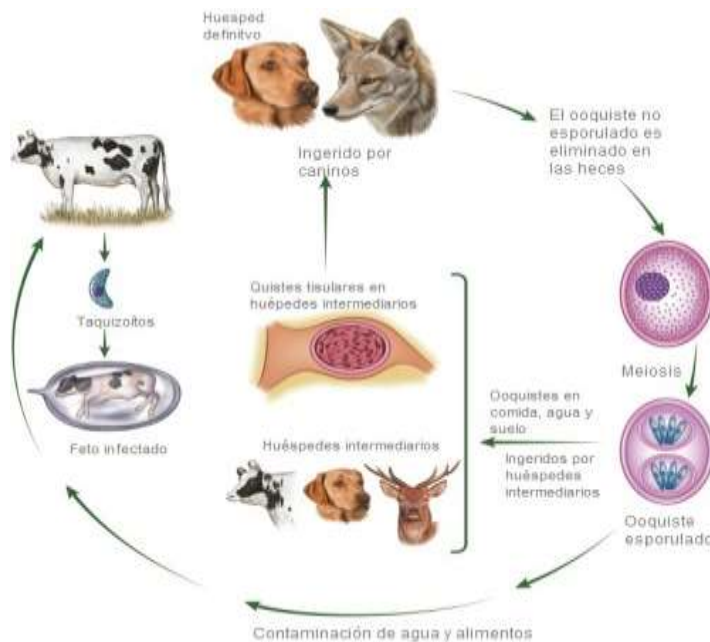 Huesped
definitvo
Ingerido por
caninos
El ooquiste no
esporulado es
eliminado en
las heces
Meiosis
Ooquiste
esporulado
Ooquistes en
comida, agua y
suelo
Ingeridos por
huéspedes
intermediarios
Quistes tisulares en
huépedes intermediarios
Huéspedes intermediarios
Taquizoítos
Feto infectado
Contaminación de agua y alimentos